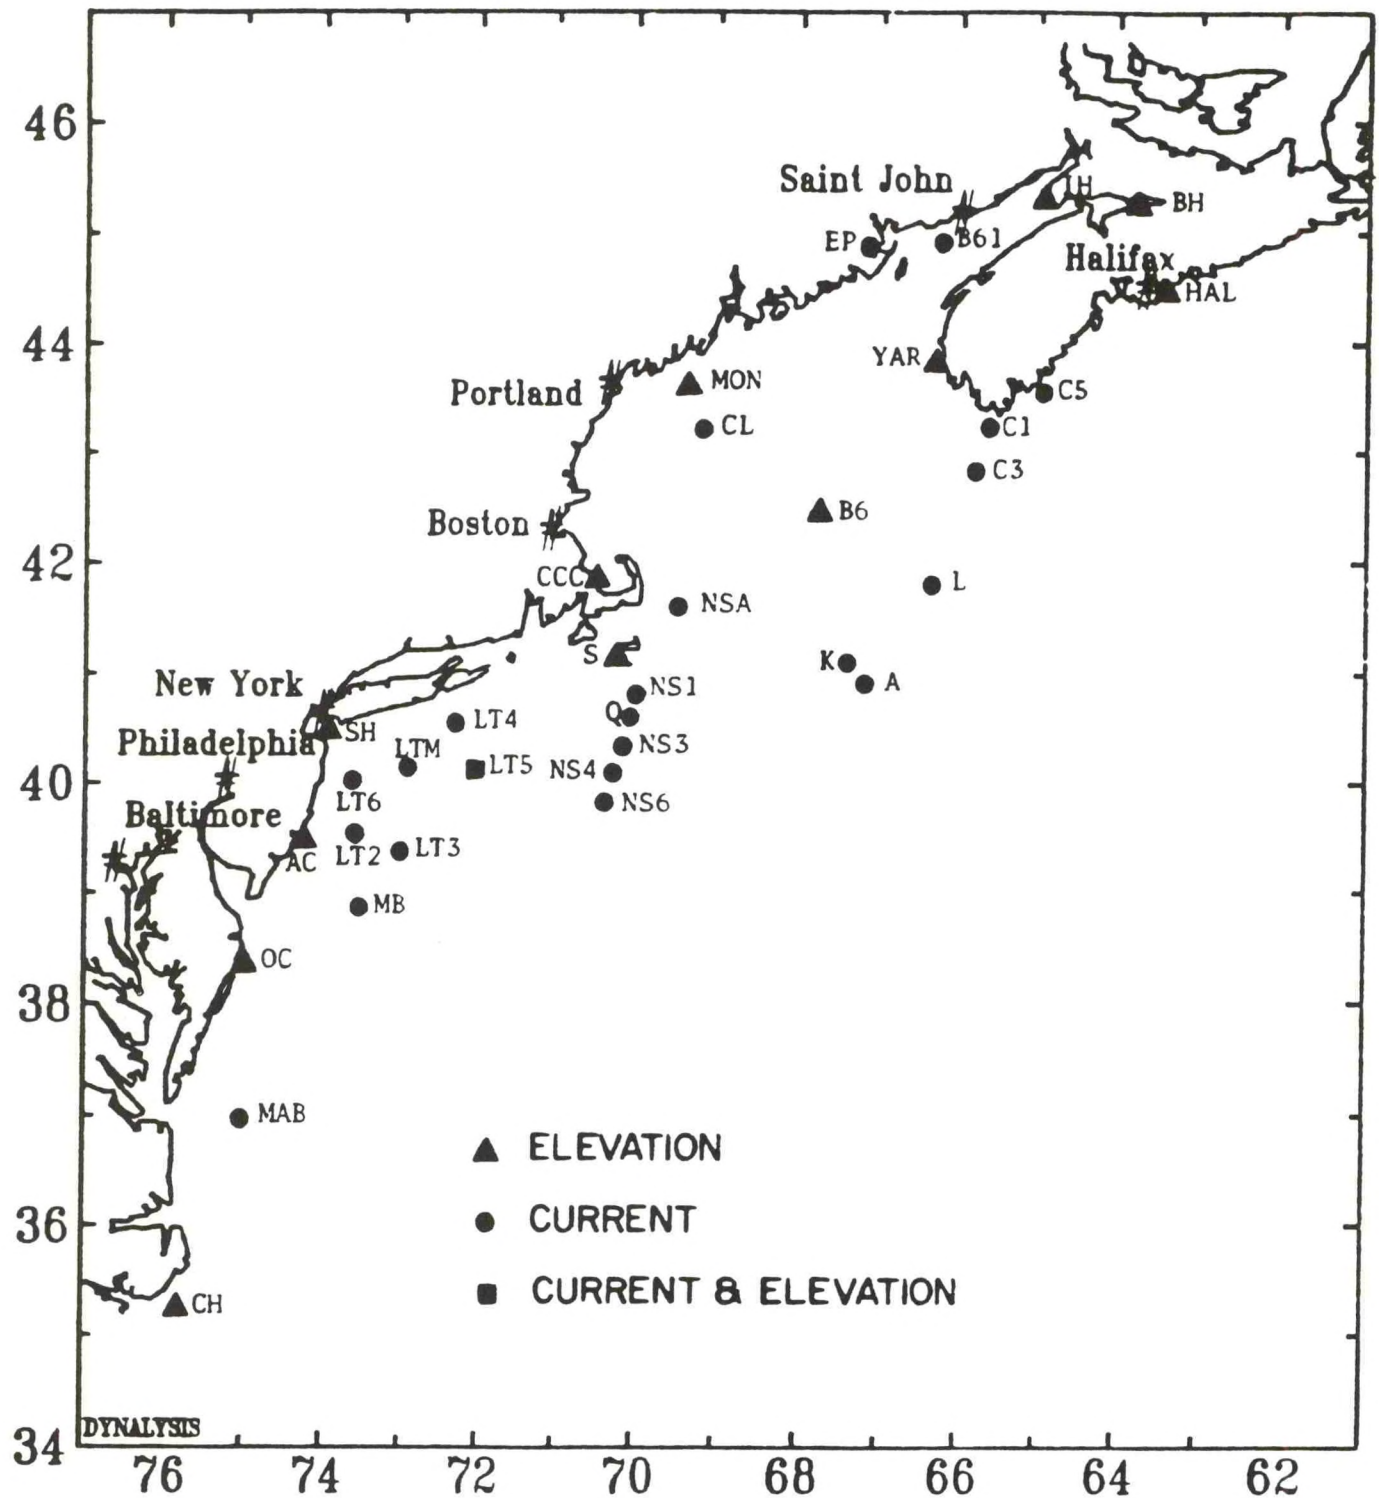 46
Saint John
IH
BH
EP
B61
Halifax
HAL
44
YAR
MON
Portland
C5
CL
C1
C3
B6
Boston
42
CCC
L
NSA
S
K
A
New York
NS1
Q
LT4
SH
Philadelphia
LTM
NS3
LT5
NS4
40
LT6
NS6
Baltimore
LT3
AC
LT2
MB
OC
38
MAB
ELEVATION
CURRENT
36
CURRENT & ELEVATION
CH
DYNALYSIS
34
76
74
72
70
68
66
64
62